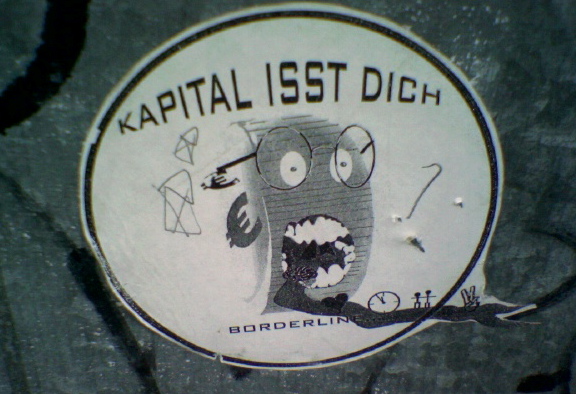 KAPITAL ISST DICH
€
BORDERLINE